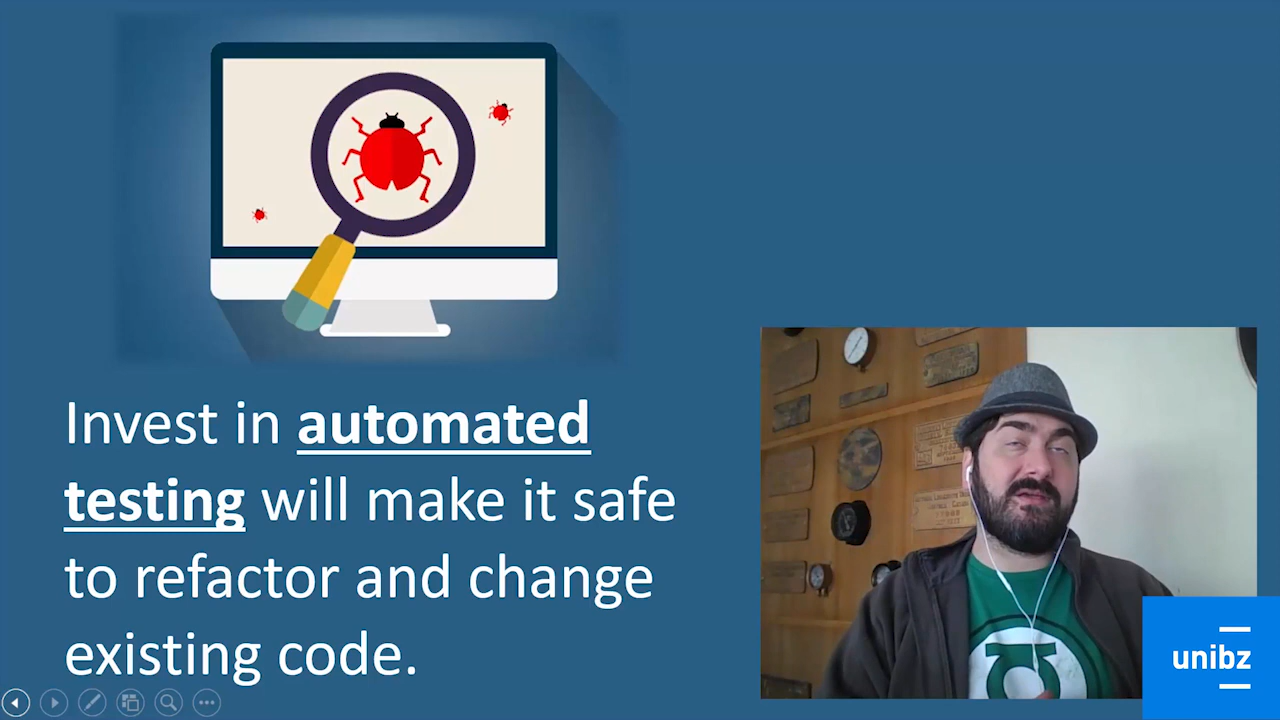 Invest in automated
testing will make it safe
to refactor and change
existing code.
unibz